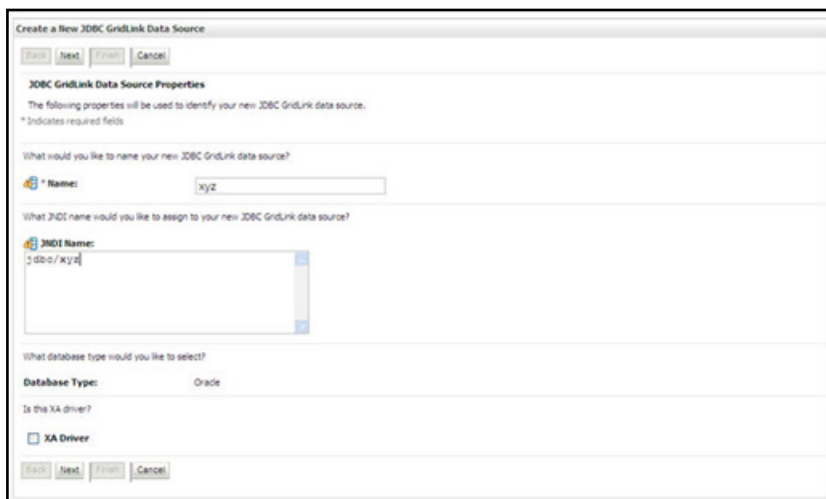 Create a New JDBC GridLink Data Source
Back Next Finish Cancel
JDBC GridLink Data Source Properties
The following properties will be used to identify your new JDBC GridLink data source.
* Indicates required fields
What would you like to name your new JDBC GridLink data source?
* Name: xyz
What JNDI name would you like to assign to your new JDBC GridLink data source?
JNDI Name:
jdbc/xyz
What database type would you like to select?
Database Type: Oracle
Is this XA driver?
XA Driver
Back Next Finish Cancel